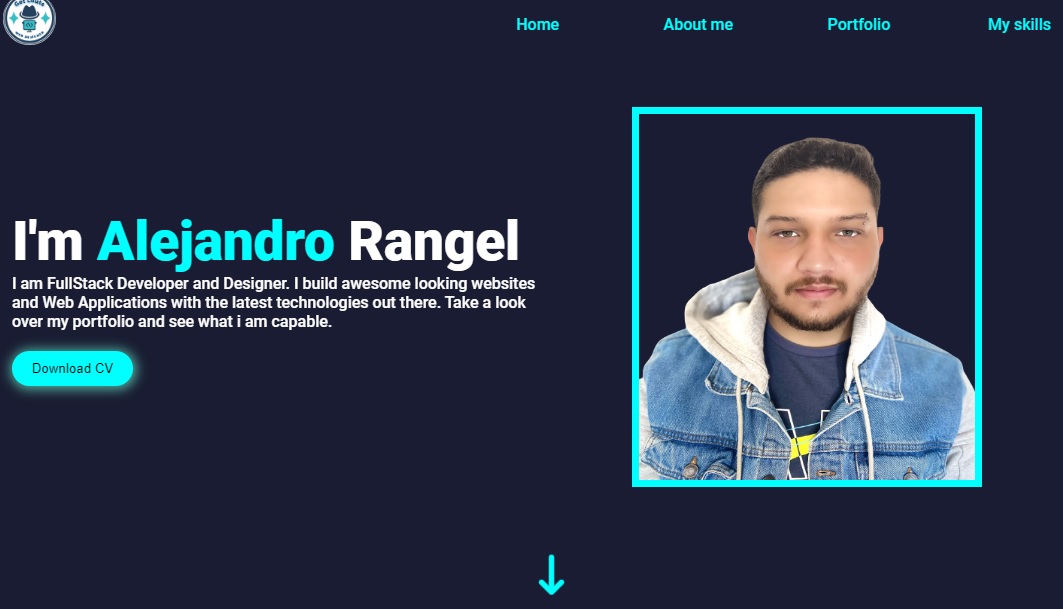 Home About me Portfolio My skills
I'm Alejandro Rangel
I am FullStack Developer and Designer. I build awesome looking websites
and Web Applications with the latest technologies out there. Take a look
over my portfolio and see what i am capable.
Download CV